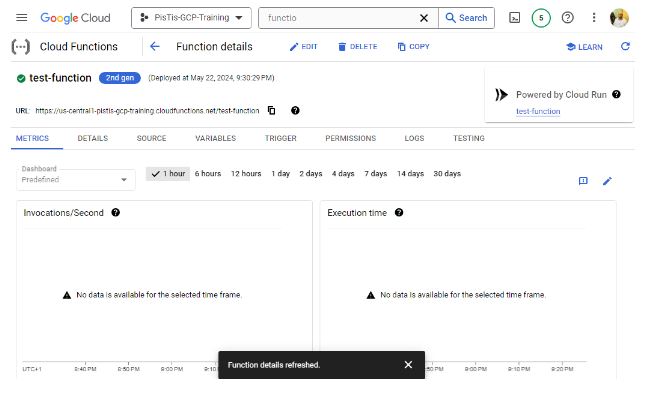 Google Cloud PisTis-GCP-Training functio Search 5
Cloud Functions Function details EDIT DELETE COPY LEARN
test-function 2nd gen (Deployed at May 22, 2024, 9:30:29 PM)
Powered by Cloud Run
test-function
URL: https://us-central1-pistis-gcp-training.cloudfunctions.net/test-function
METRICS DETAILS SOURCE VARIABLES TRIGGER PERMISSIONS LOGS TESTING
Dashboard
Predefined
1 hour 6 hours 12 hours 1 day 2 days 4 days 7 days 14 days 30 days
Invocations/Second Execution time
No data is available for the selected time frame. No data is available for the selected time frame.
Function details refreshed.
UTC+1 8:40 PM 8:50 PM 9:00 PM 9:10 8:50 PM 9:00 PM 9:10 PM 9:20 PM